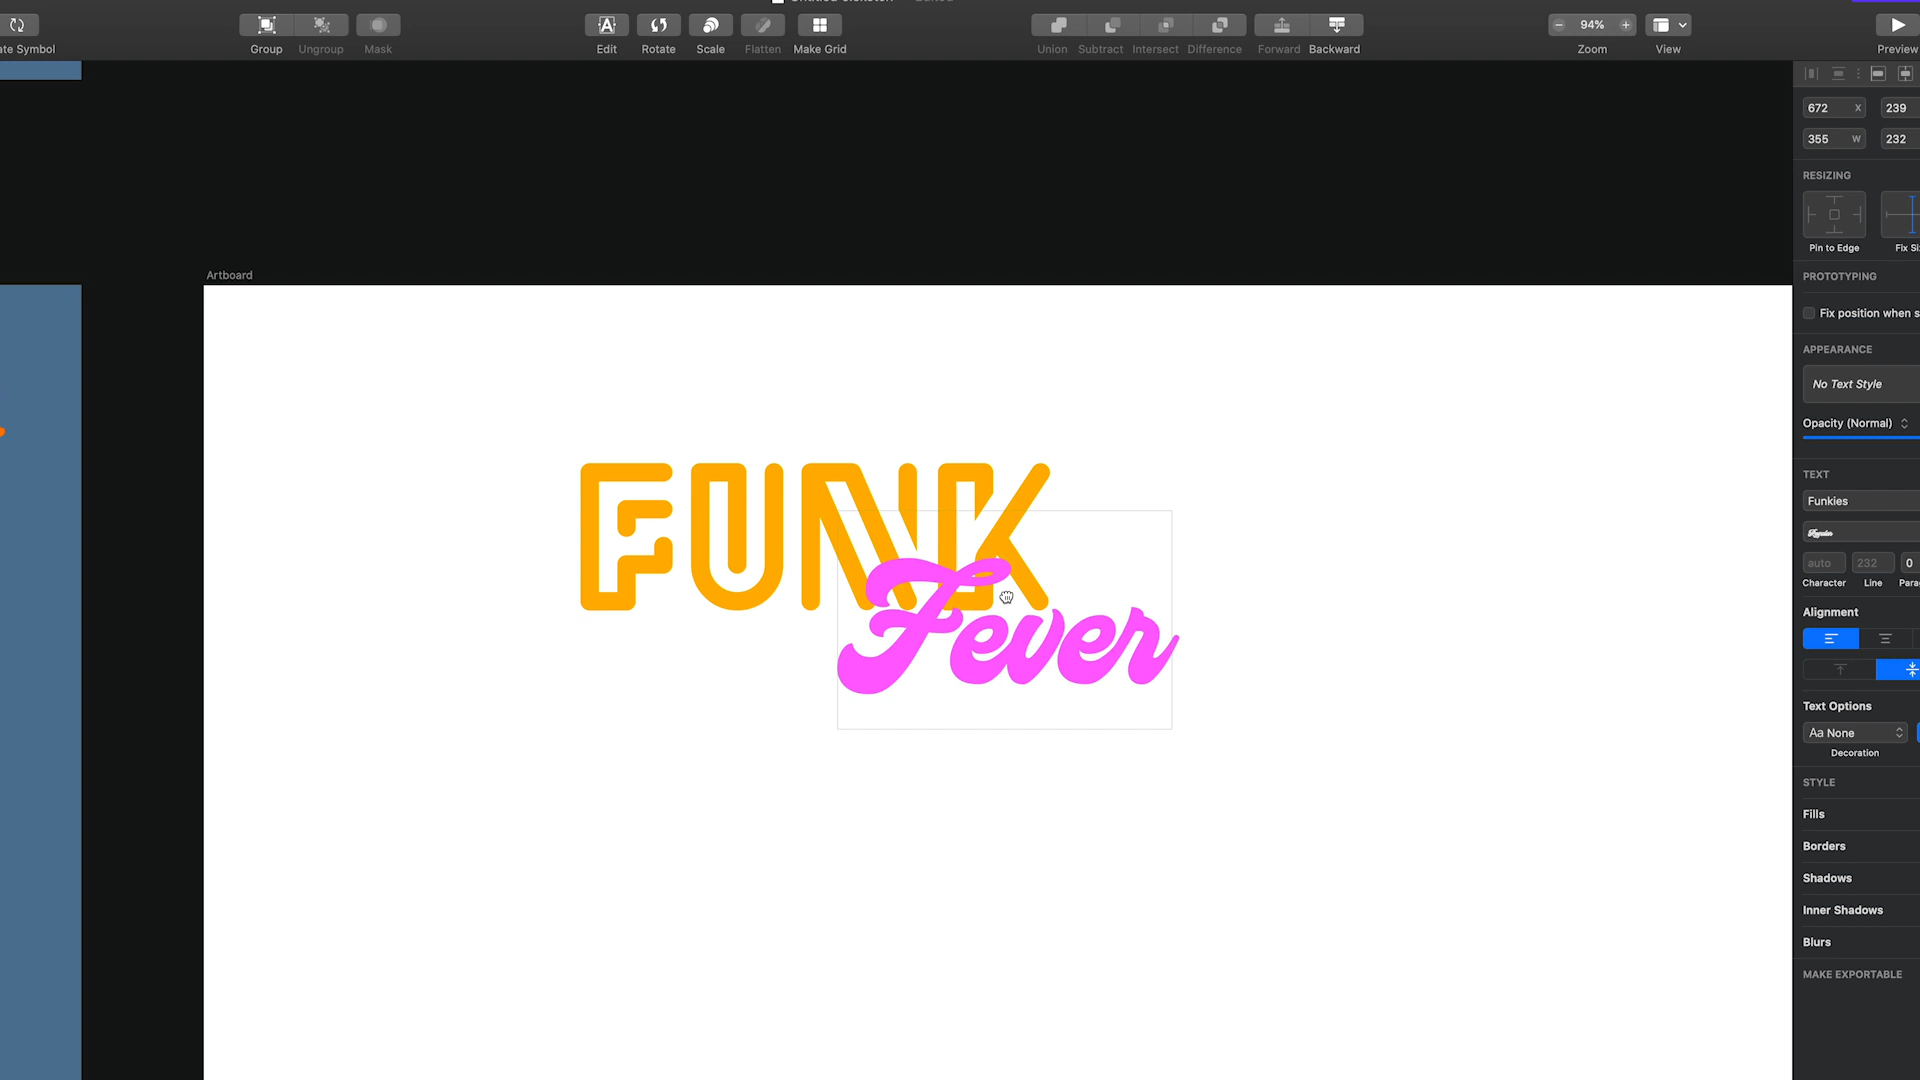 Group Ungroup Mask Edit Rotate Scale Flatten Make Grid Union Subtract Intersect Difference Forward Backward Zoom View Preview
94%
672 X 239
355 W 232
RESIZING
Pin to Edge
PROTOTYPING
Artboard
Fix position when s
APPEARANCE
No Text Style
Opacity (Normal)
TEXT
Funkies
Regular
auto 232 0
Character Line Para
Alignment
Text Options
Aa None
Decoration
STYLE
Fills
Borders
Shadows
Inner Shadows
Blurs
MAKE EXPORTABLE
FUNK
Fever